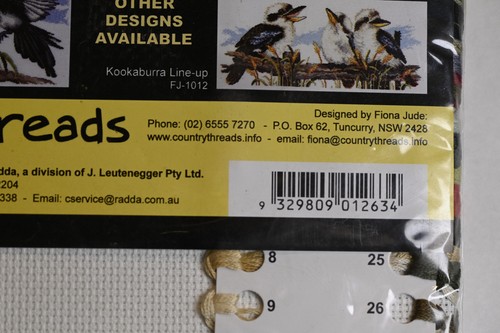 OTHER
DESIGNS
AVAILABLE
Kookaburra Line-up
FJ-1012
reads
Designed by Fiona Jude:
Phone: (02) 6555 7270 - P.O. Box 62, Tuncurry, NSW 2428
www.countrythreads.info - email: fiona@countrythreads.info
dda, a division of J. Leutenegger Pty Ltd.
2204
338 - Email: cservice@radda.com.au
9 329809 012634
8 25
9 26